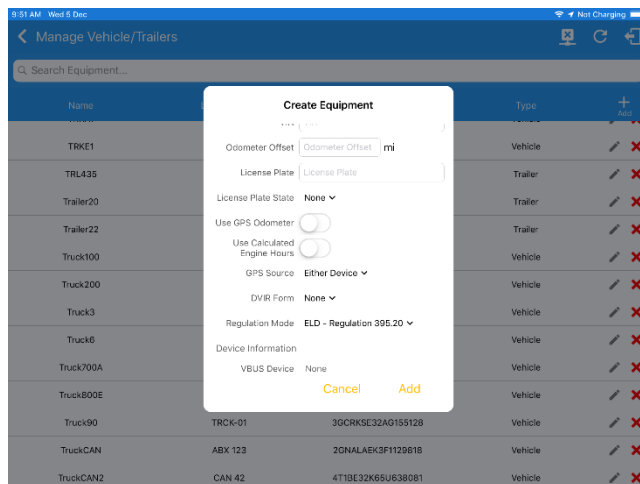 9:51 AM Wed 5 Dec
Not Charging
Manage Vehicle/Trailers
Search Equipment...
Name
Type
Add
Create Equipment
Odometer Offset Odometer Offset mi
License Plate License Plate
License Plate State None
Use GPS Odometer
Use Calculated
Engine Hours
GPS Source Either Device
DVIR Form None
Regulation Mode ELD - Regulation 395.20
Device Information
VBUS Device None
Cancel Add
TRKE1 Vehicle
TRL435 Trailer
Trailer20 Trailer
Trailer22 Trailer
Truck100 Vehicle
Truck200 Vehicle
Truck3 Vehicle
Truck6 Vehicle
Truck700A Vehicle
Truck800E Vehicle
Truck90 TRCK-01 3GCRKSE32AG155128 Vehicle
TruckCAN ABX 123 2GNALAEK3F1129818 Vehicle
TruckCAN2 CAN 42 4T1BE32K65U638081 Vehicle